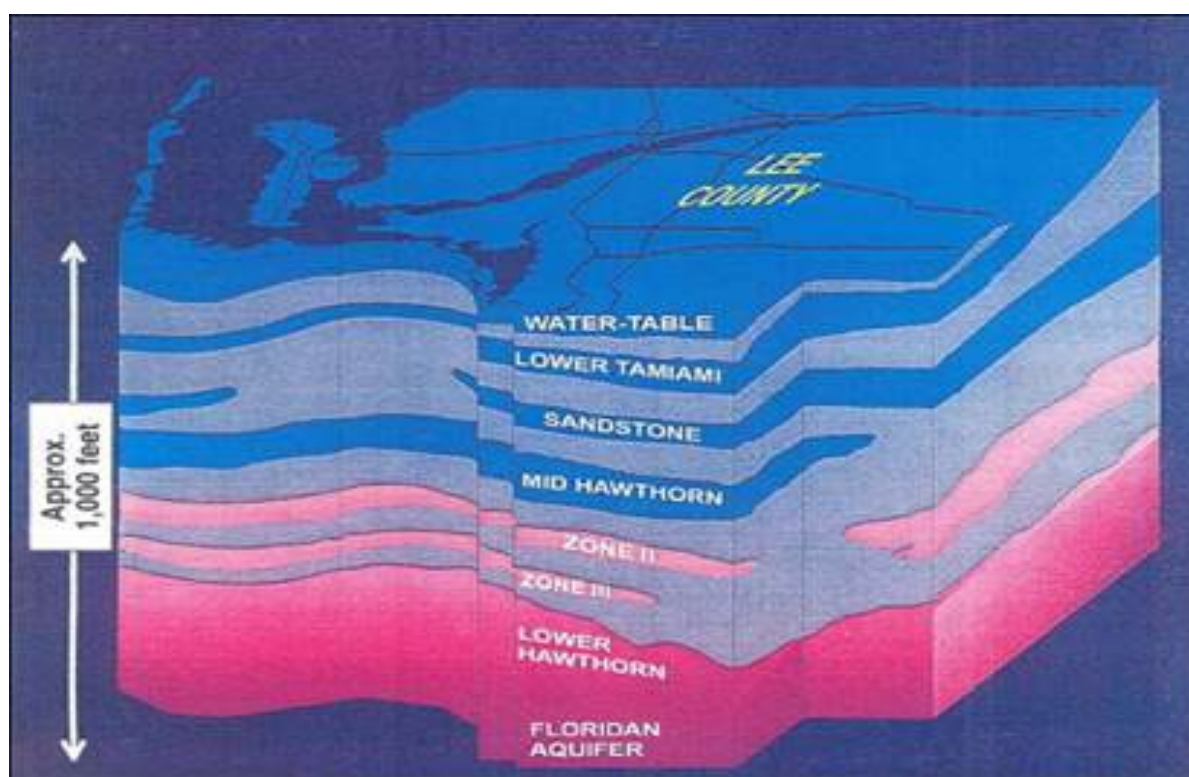 LEE
COUNTY
Approx.
1,000 feet
WATER-TABLE
LOWER TAMIAMI
SANDSTONE
MID HAWTHORN
ZONE II
ZONE III
LOWER
HAWTHORN
FLORIDAN
AQUIFER